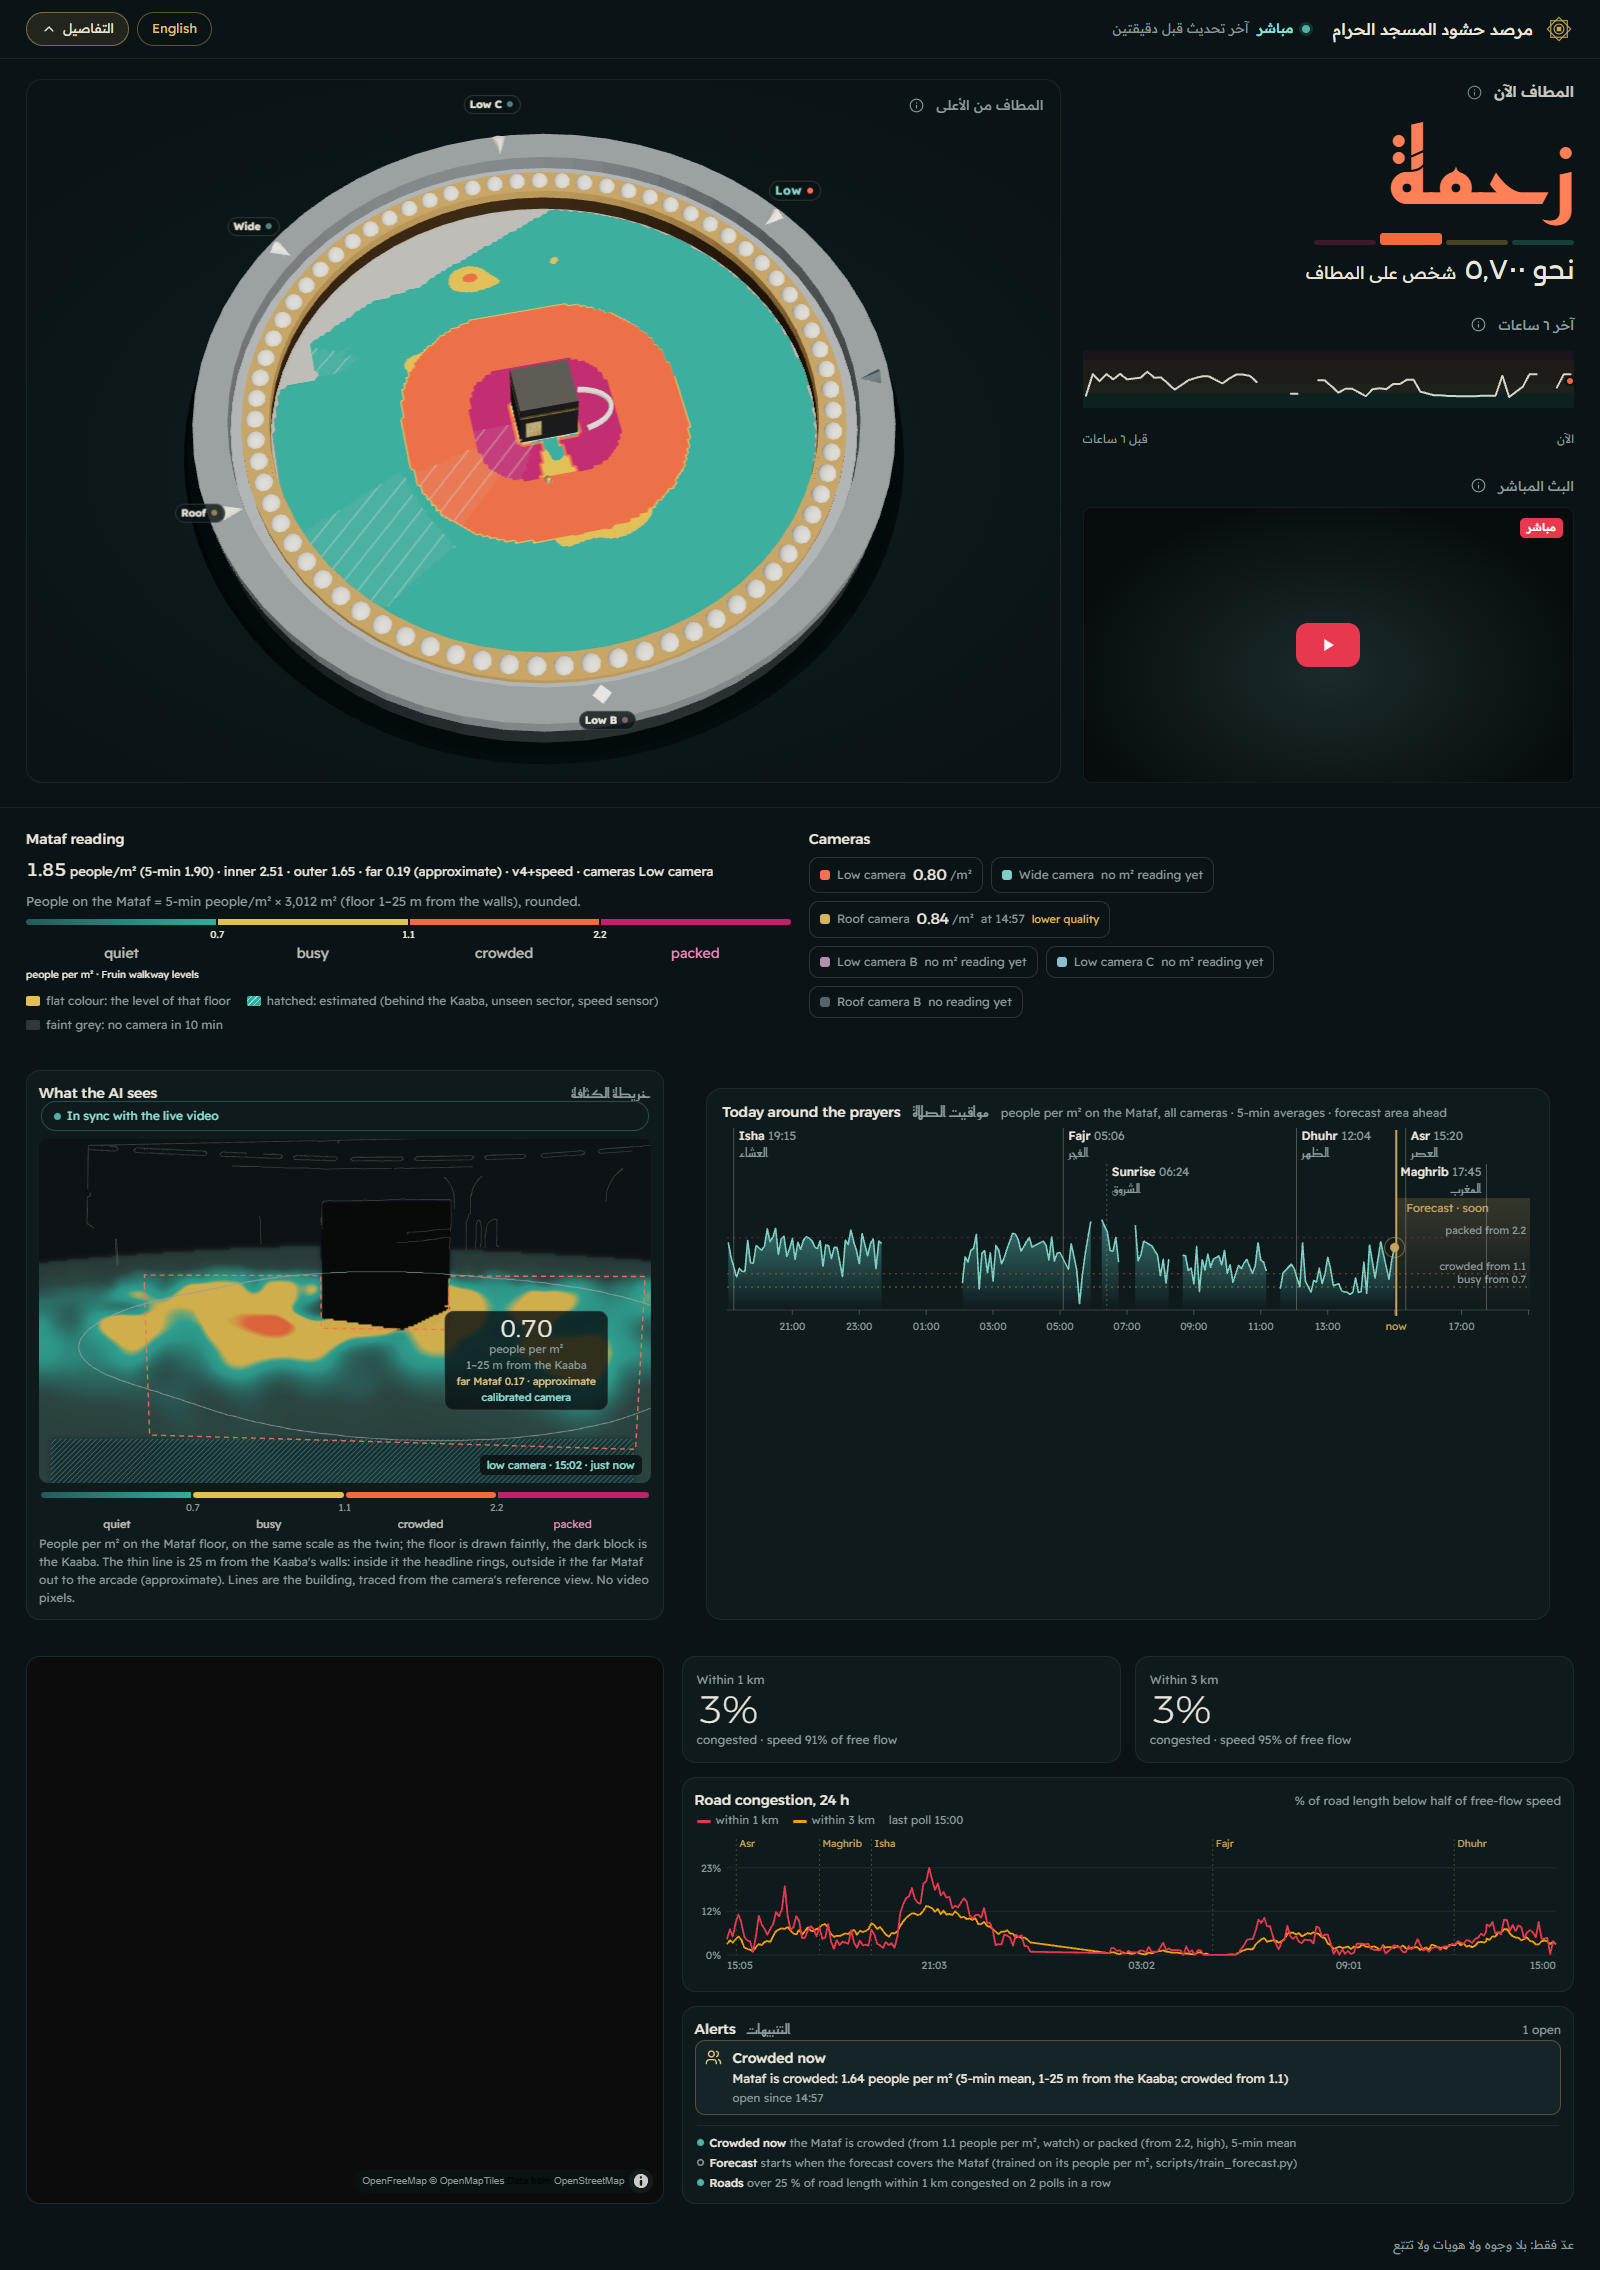 مرصد حشود المسجد الحرام
مباشر آخر تحديث قبل دقيقتين
English
التفاصيل
المطاف الآن
زحمة
نحو ٥,٧٠٠ شخص على المطاف
آخر ٦ ساعات
قبل ٦ ساعات
الآن
البث المباشر
مباشر
المطاف من الأعلى
Low C
Low
Wide
Roof
Low B
Mataf reading
1.85 people/m² (5-min 1.90) · inner 2.51 · outer 1.65 · far 0.19 (approximate) · v4+speed · cameras Low camera
People on the Mataf = 5-min people/m² × 3,012 m² (floor 1–25 m from the walls), rounded.
0.7 1.1 2.2
quiet busy crowded packed
people per m² · Fruin walkway levels
flat colour: the level of that floor
hatched: estimated (behind the Kaaba, unseen sector, speed sensor)
faint grey: no camera in 10 min
Cameras
Low camera 0.80 /m²
Wide camera no m² reading yet
Roof camera 0.84 /m² at 14:57 lower quality
Low camera B no m² reading yet
Low camera C no m² reading yet
Roof camera B no reading yet
What the AI sees
خريطة الكثافة
In sync with the live video
0.70
people per m²
1–25 m from the Kaaba
far Mataf 0.17 · approximate
calibrated camera
low camera · 15:02 · just now
0.7 1.1 2.2
quiet busy crowded packed
People per m² on the Mataf floor, on the same scale as the twin; the floor is drawn faintly, the dark block is
the Kaaba. The thin line is 25 m from the Kaaba's walls: inside it the headline rings, outside it the far Mataf
out to the arcade (approximate). Lines are the building, traced from the camera's reference view. No video
pixels.
Today around the prayers مواقيت الصلاة people per m² on the Mataf, all cameras · 5-min averages · forecast area ahead
Isha 19:15
العشاء
Fajr 05:06
الفجر
Sunrise 06:24
الشروق
Dhuhr 12:04
الظهر
Asr 15:20
العصر
Maghrib 17:45
المغرب
Forecast · soon
packed from 2.2
crowded from 1.1
busy from 0.7
21:00 23:00 01:00 03:00 05:00 07:00 09:00 11:00 13:00 now 17:00
OpenFreeMap © OpenMapTiles Data from OpenStreetMap
Within 1 km
3%
congested · speed 91% of free flow
Within 3 km
3%
congested · speed 95% of free flow
Road congestion, 24 h
% of road length below half of free-flow speed
within 1 km within 3 km last poll 15:00
Asr Maghrib Isha Fajr Dhuhr
23%
12%
0%
15:05 21:03 03:02 09:01 15:00
Alerts التنبيهات
1 open
Crowded now
Mataf is crowded: 1.64 people per m² (5-min mean, 1-25 m from the Kaaba; crowded from 1.1)
open since 14:57
Crowded now the Mataf is crowded (from 1.1 people per m², watch) or packed (from 2.2, high), 5-min mean
Forecast starts when the forecast covers the Mataf (trained on its people per m², scripts/train_forecast.py)
Roads over 25 % of road length within 1 km congested on 2 polls in a row
عدّ فقط: بلا وجوه ولا هويات ولا تتبّع